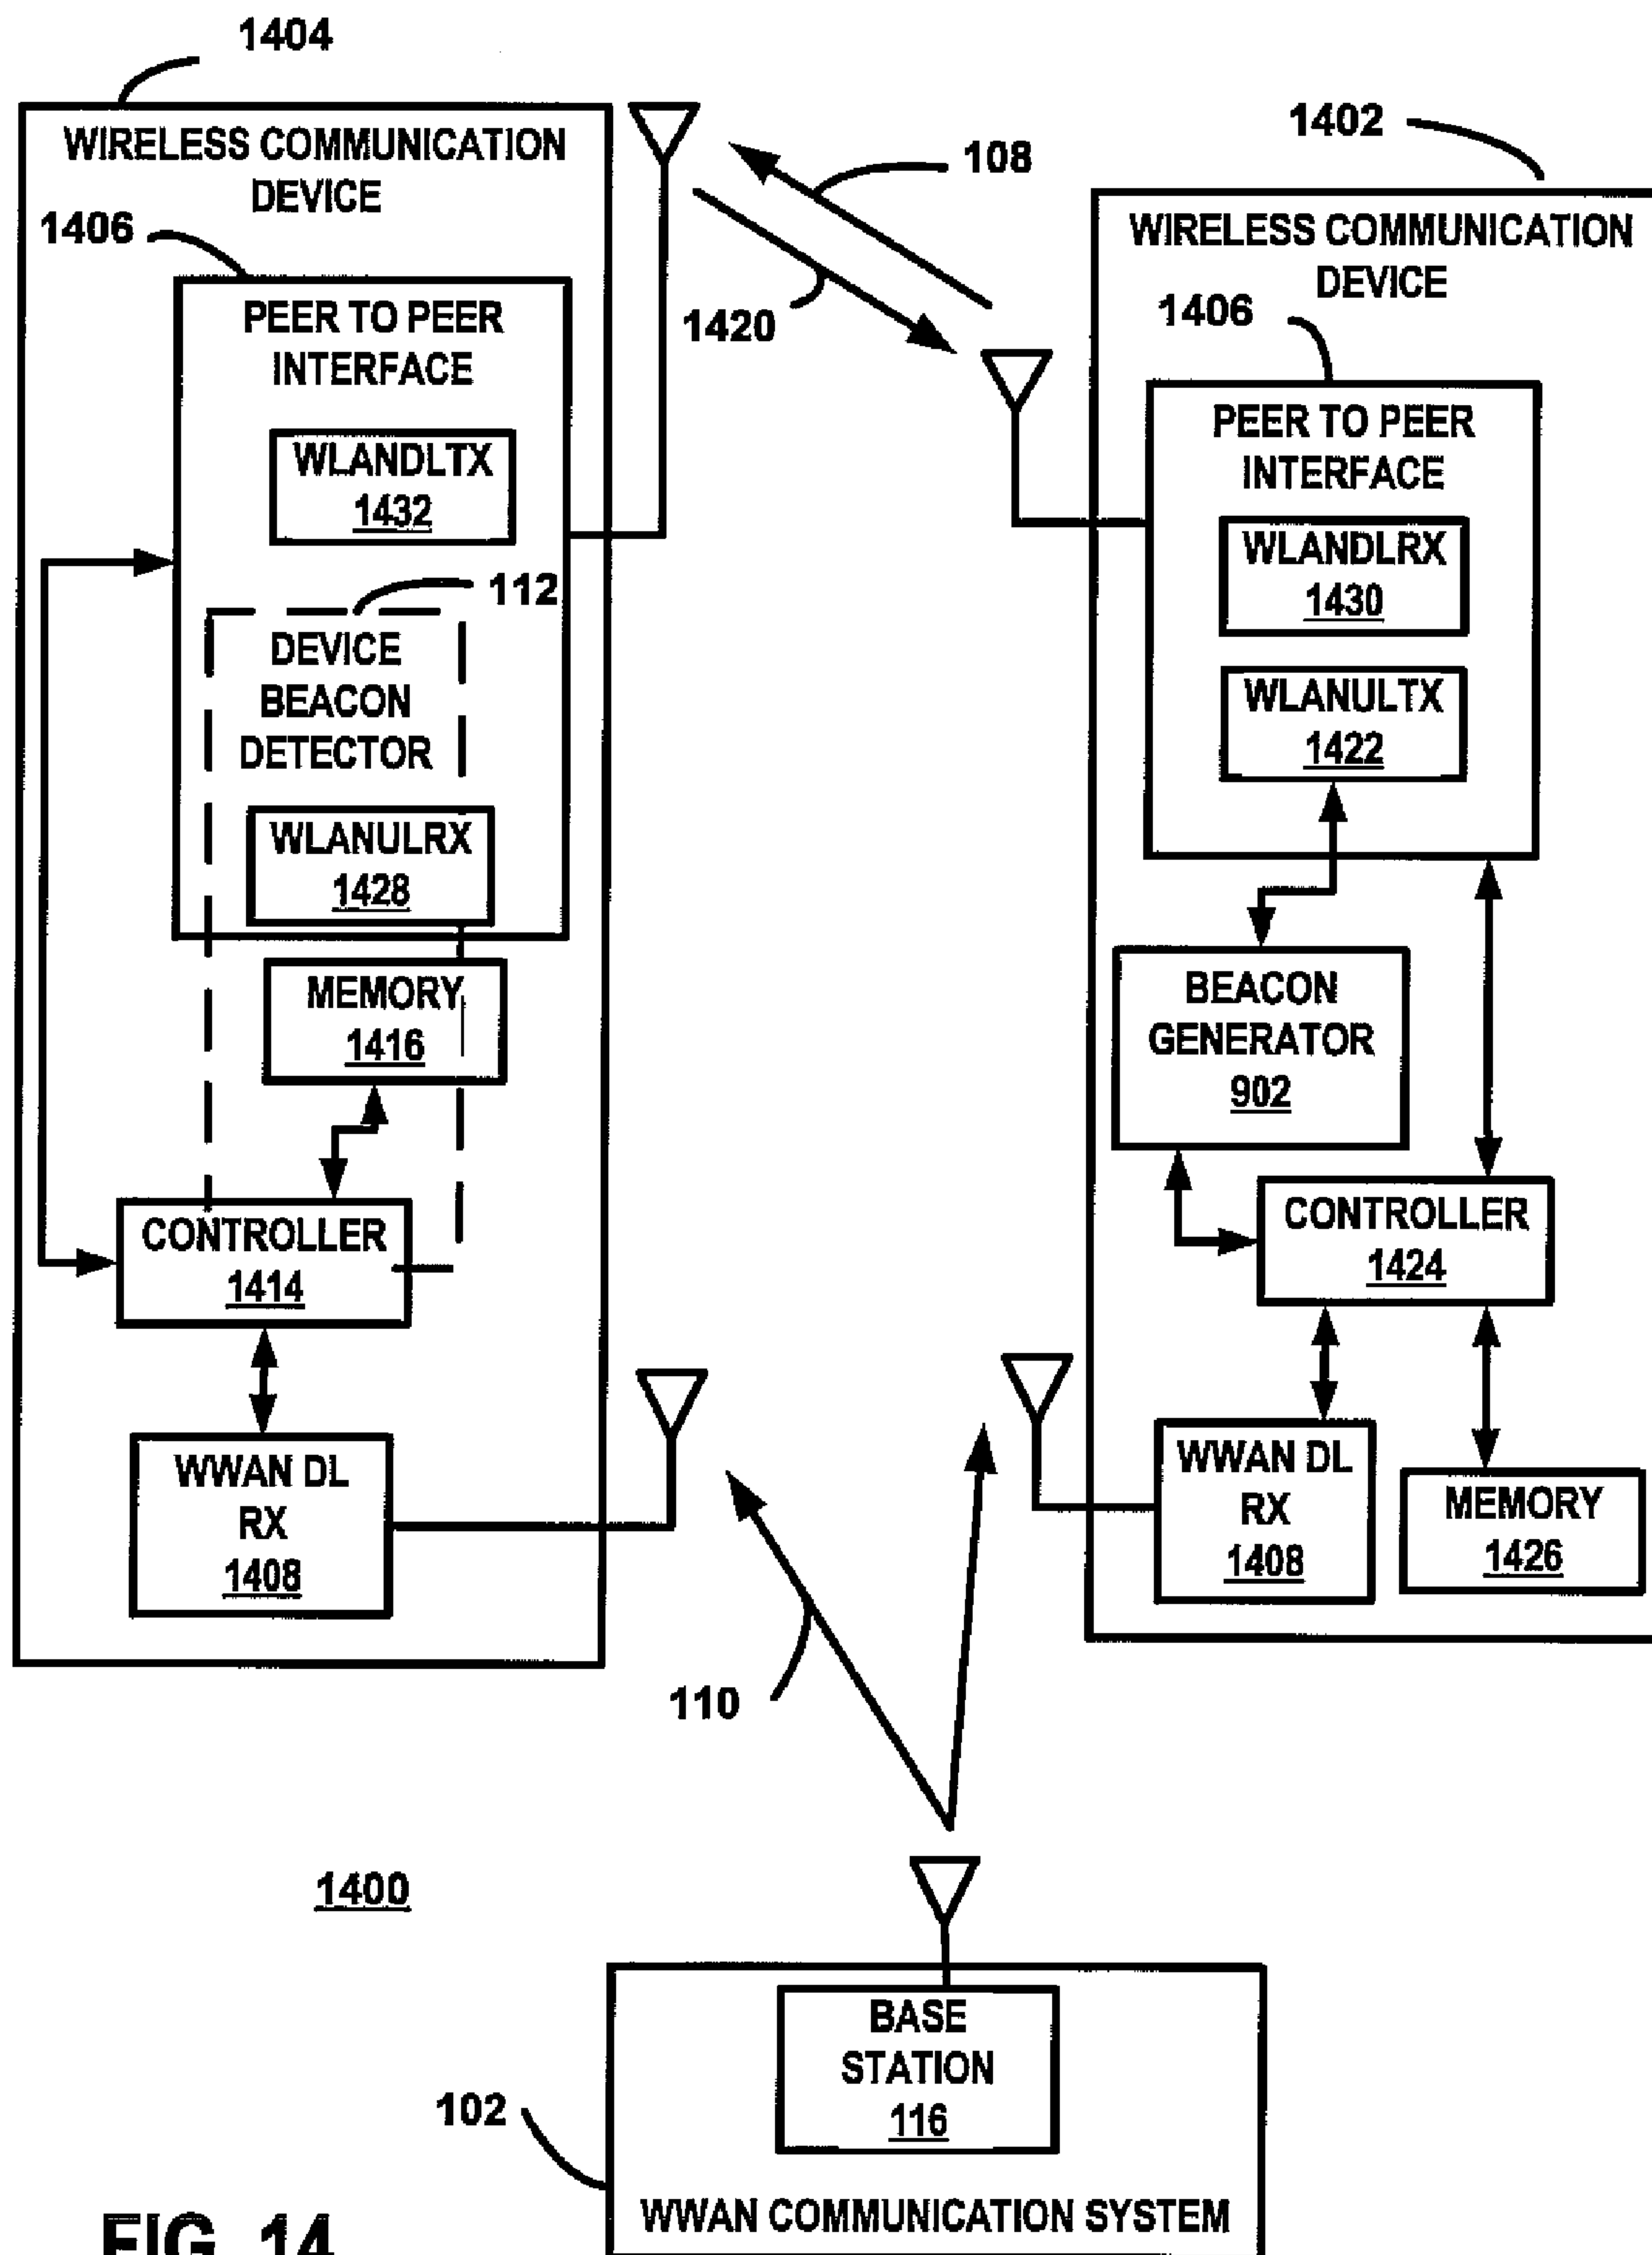 1404
WIRELESS COMMUNICATION
DEVICE
1406
PEER TO PEER
INTERFACE
WLANDLTX
1432
112
DEVICE
BEACON
DETECTOR
WLANULRX
1428
MEMORY
1416
CONTROLLER
1414
WWAN DL
RX
1408
108
1420
1402
WIRELESS COMMUNICATION
DEVICE
1406
PEER TO PEER
INTERFACE
WLANDLRX
1430
WLANULTX
1422
BEACON
GENERATOR
902
CONTROLLER
1424
WWAN DL
RX
1408
MEMORY
1426
110
1400
BASE
STATION
116
102
WWAN COMMUNICATION SYSTEM
FIG. 14